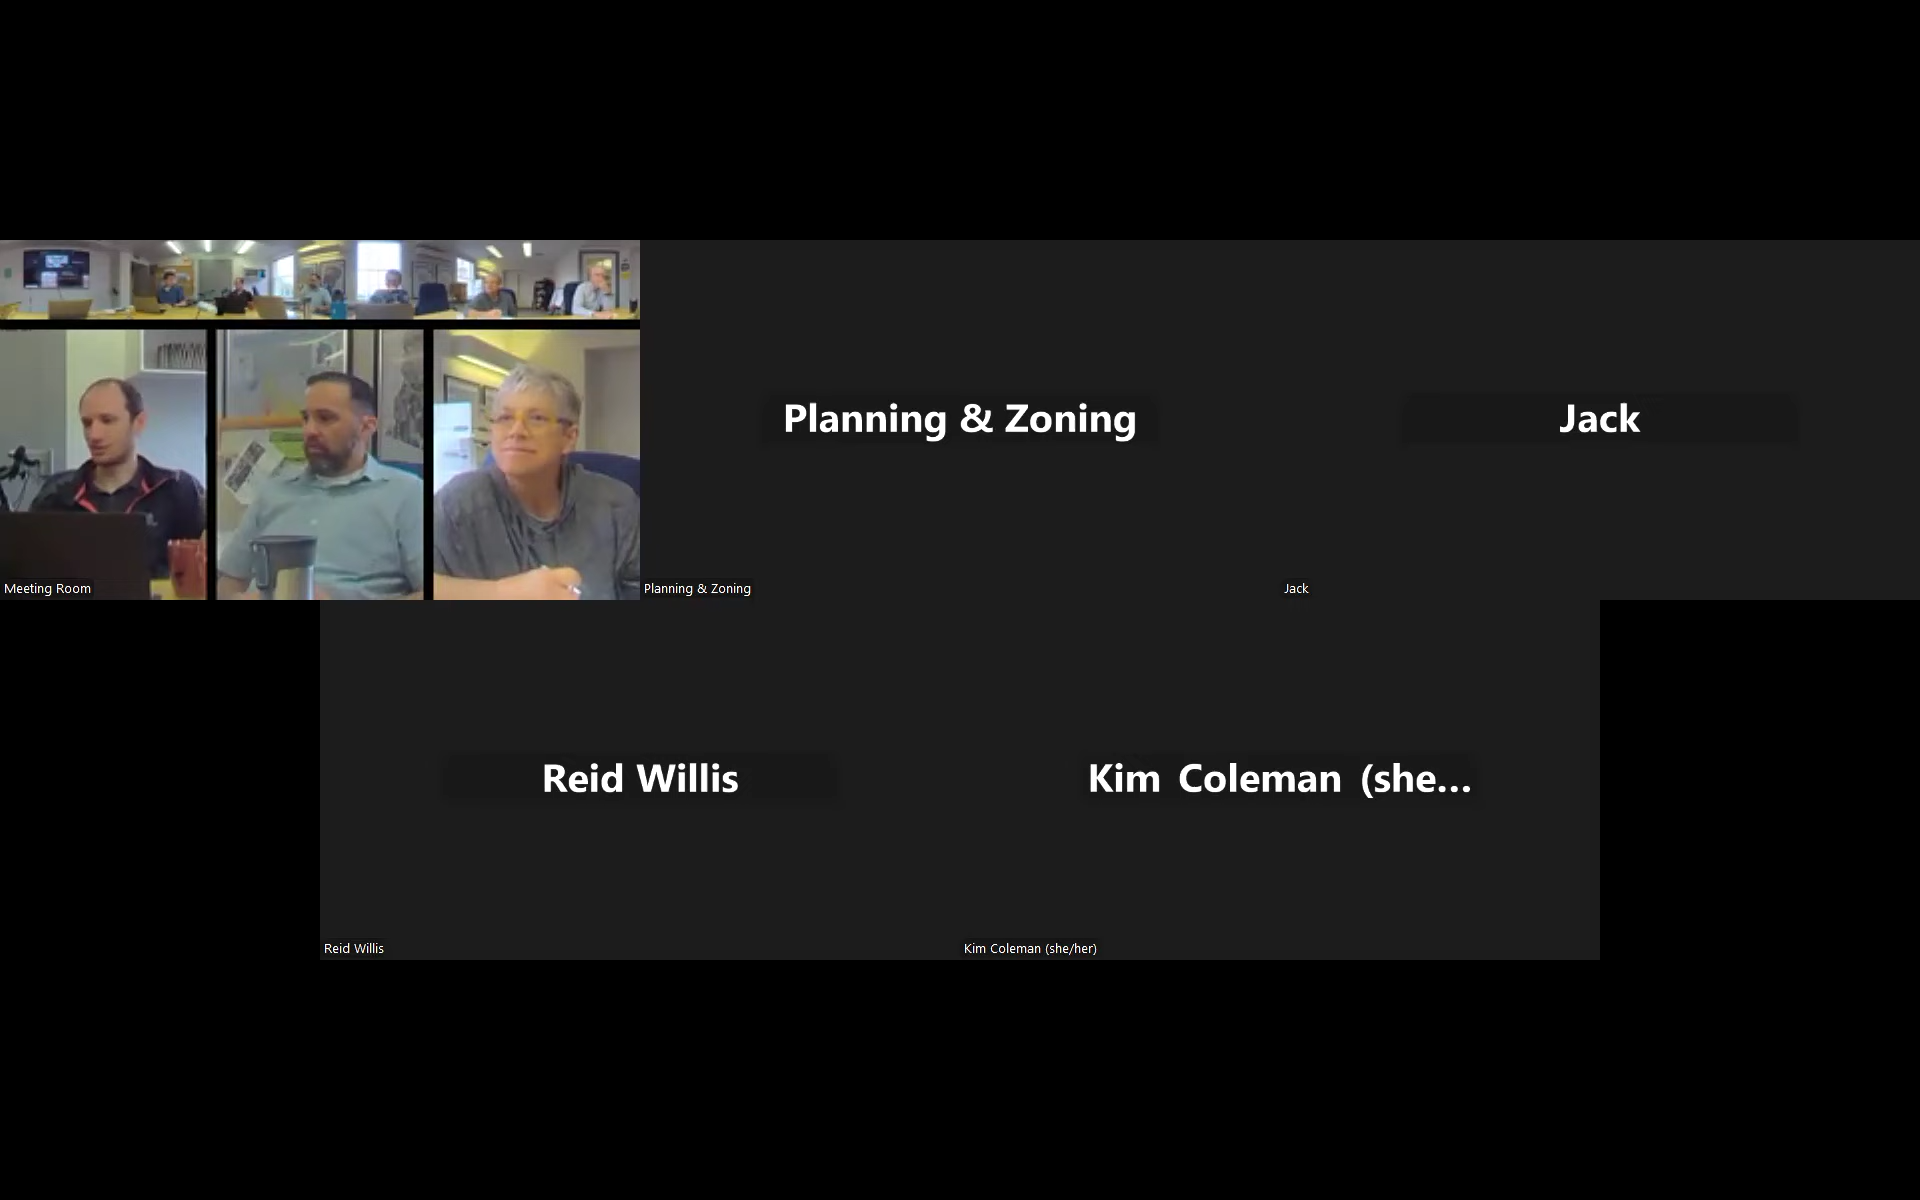 Planning & Zoning
Jack
Meeting Room
Planning & Zoning
Jack
Reid Willis
Kim Coleman (she...
Reid Willis
Kim Coleman (she/her)